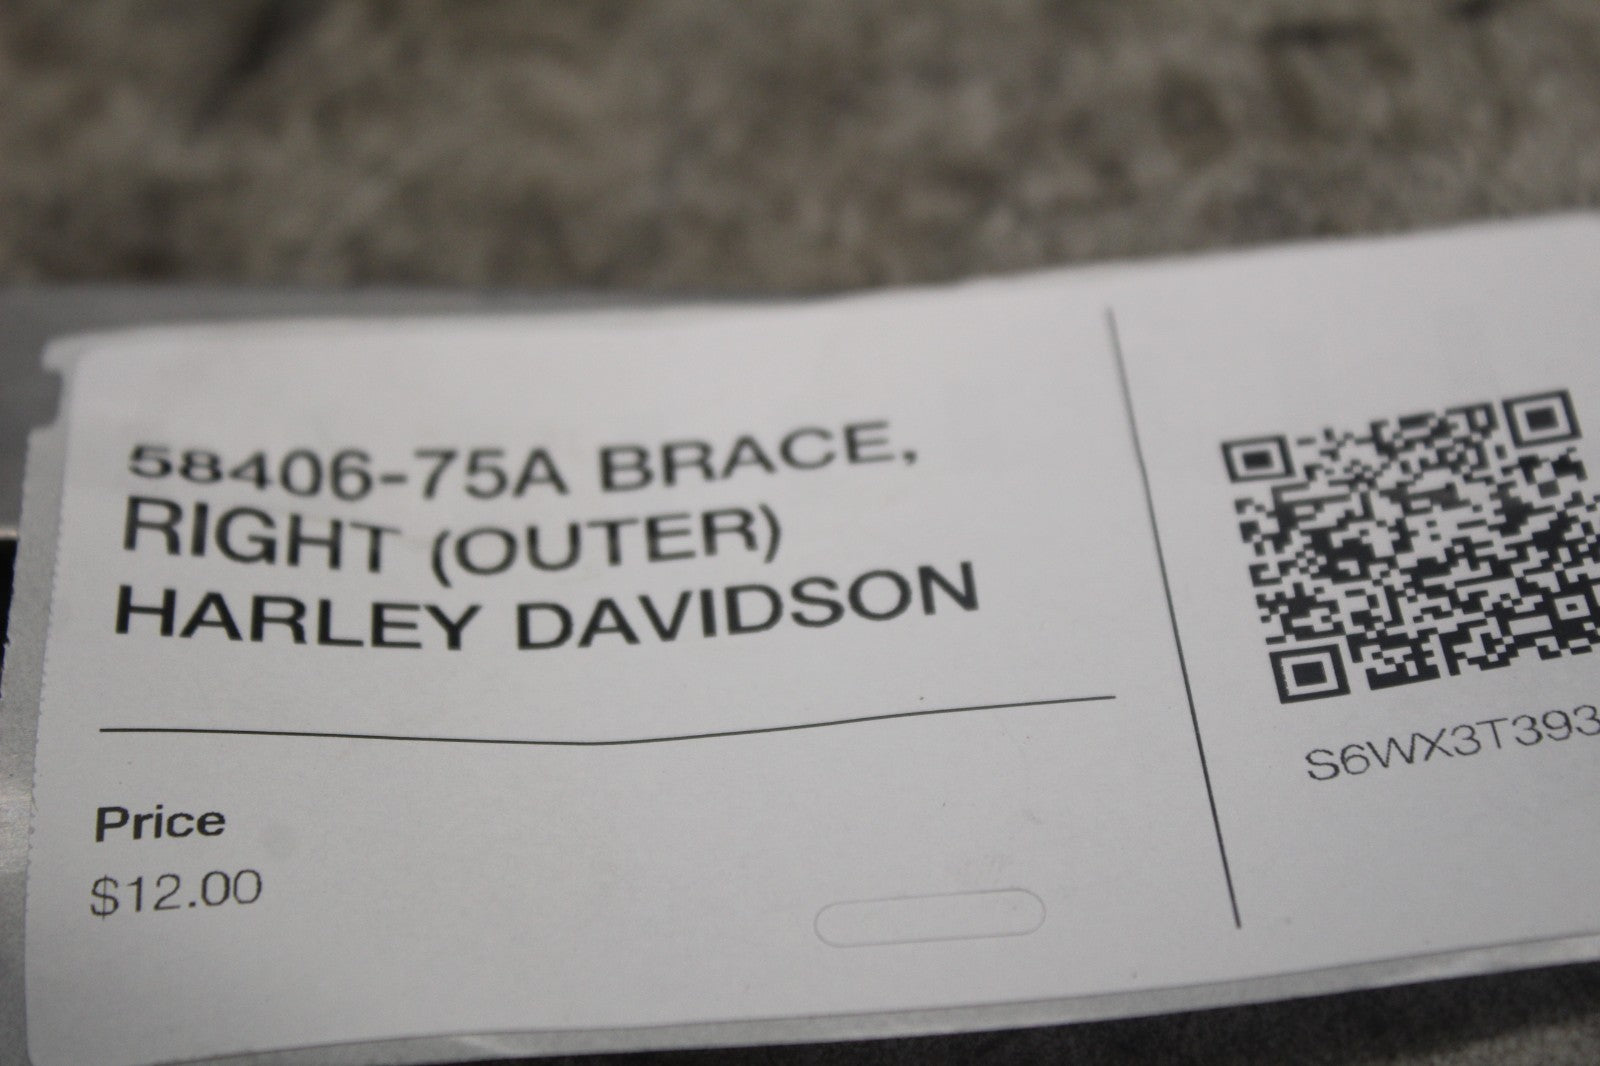 58406-75A BRACE,
RIGHT (OUTER)
HARLEY DAVIDSON
Price
$12.00
S6WX3T393